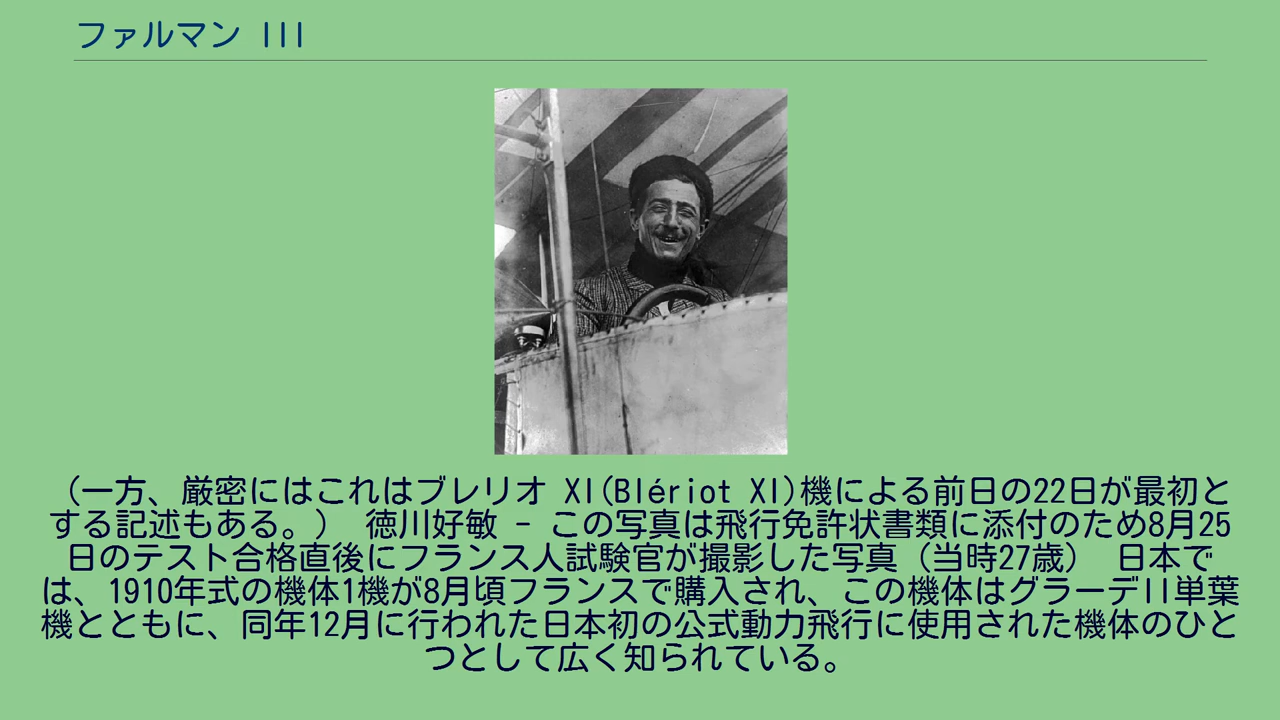 ファルマン III
（一方、厳密にはこれはブレリオ XI(Blériot XI)機による前日の22日が最初と
する記述もある。） 徳川好敏 - この写真は飛行免許状書類に添付のため8月25
日のテスト合格直後にフランス人試験官が撮影した写真（当時27歳） 日本で
は、1910年式の機体1機が8月頃フランスで購入され、この機体はグラーデII単葉
機とともに、同年12月に行われた日本初の公式動力飛行に使用された機体のひと
つとして広く知られている。